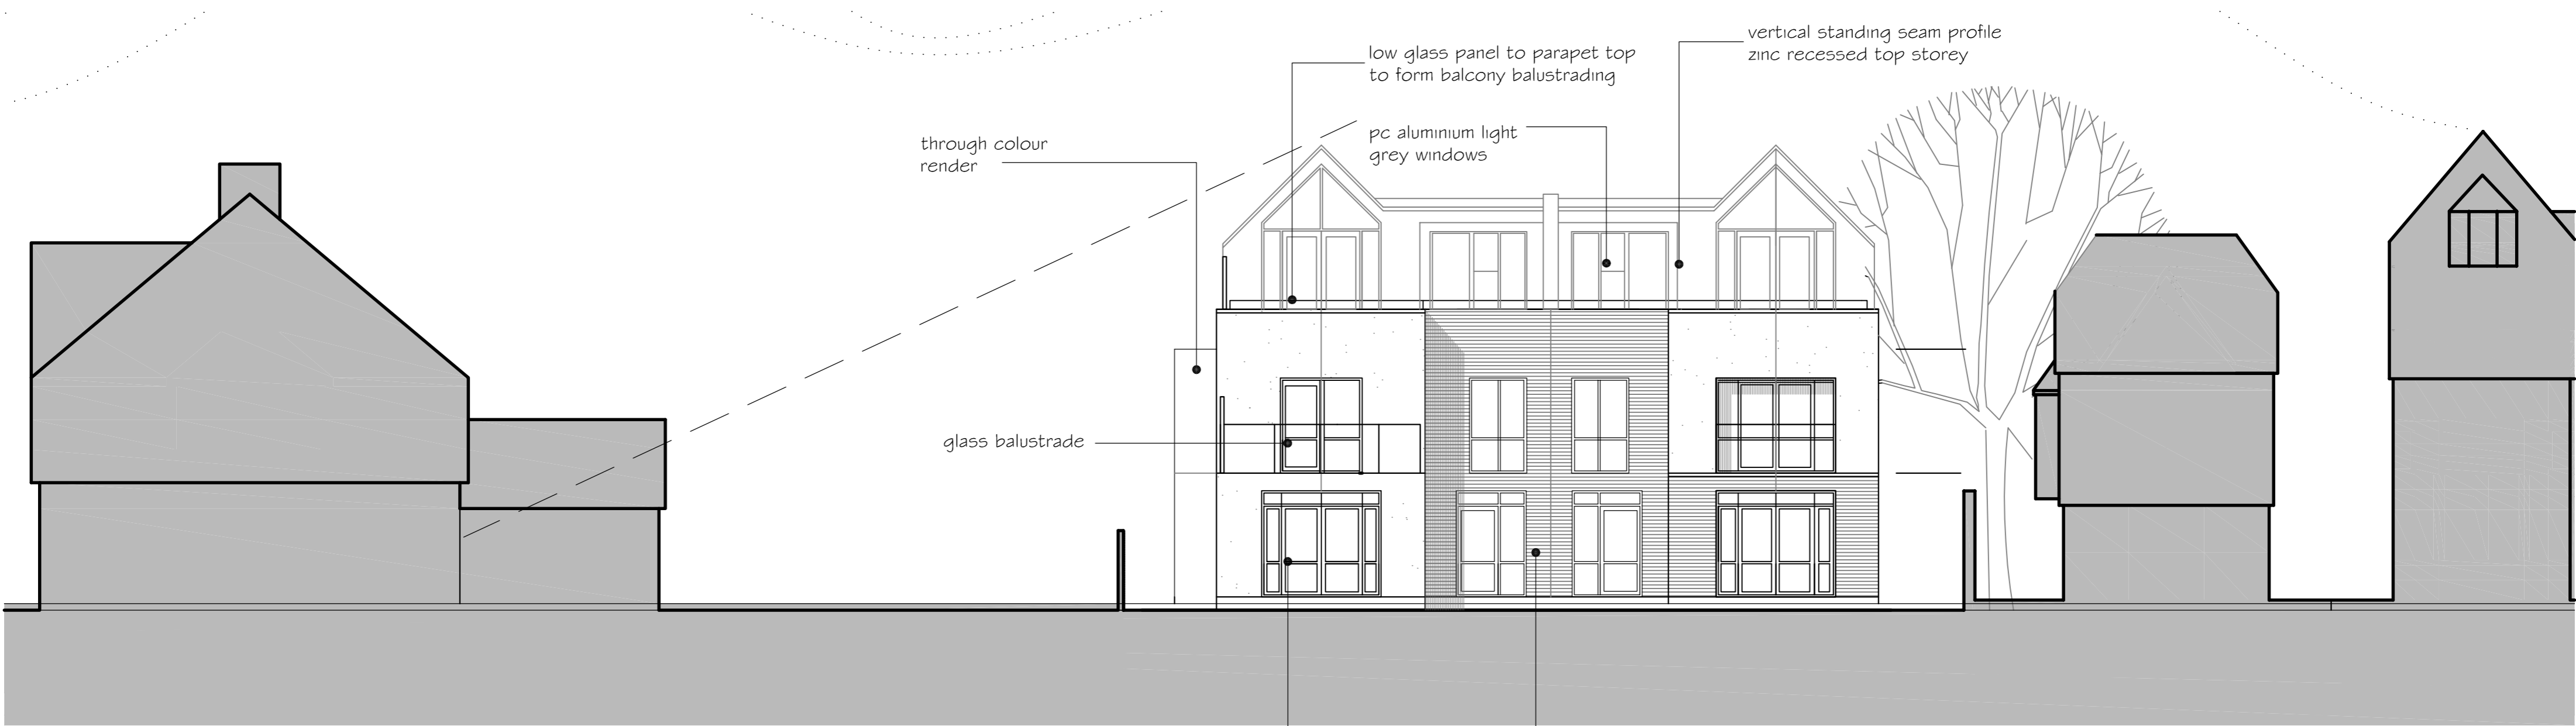 low glass panel to parapet top
to form balcony balustrading
vertical standing seam profile
zinc recessed top storey
through colour
render
pc aluminium light
grey windows
glass balustrade